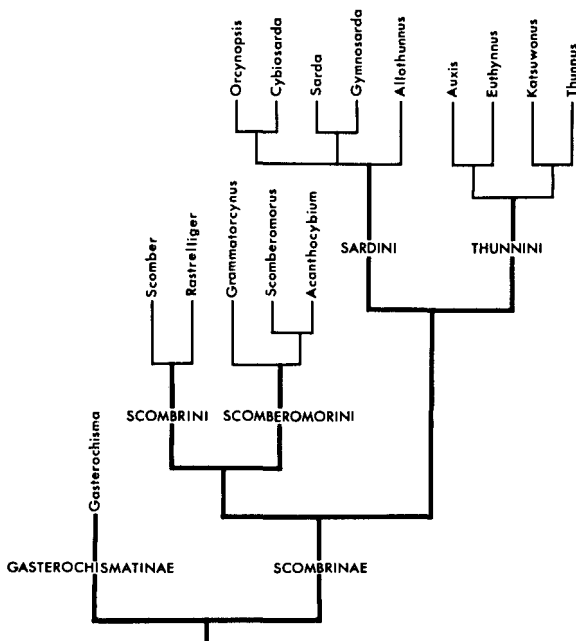 Orcynopsis
Cybiosarda
Sarda
Gymnosarda
Allothunnus
Auxis
Euthynnus
Katsuwonus
Thunnus
SARDINI
THUNNINI
Scomber
Rastrelliger
Grammatorcynus
Scomberomorus
Acanthocybium
SCOMBRINI
SCOMBEROMORINI
Gasterochisma
GASTEROCHISMATINAE
SCOMBRINAE